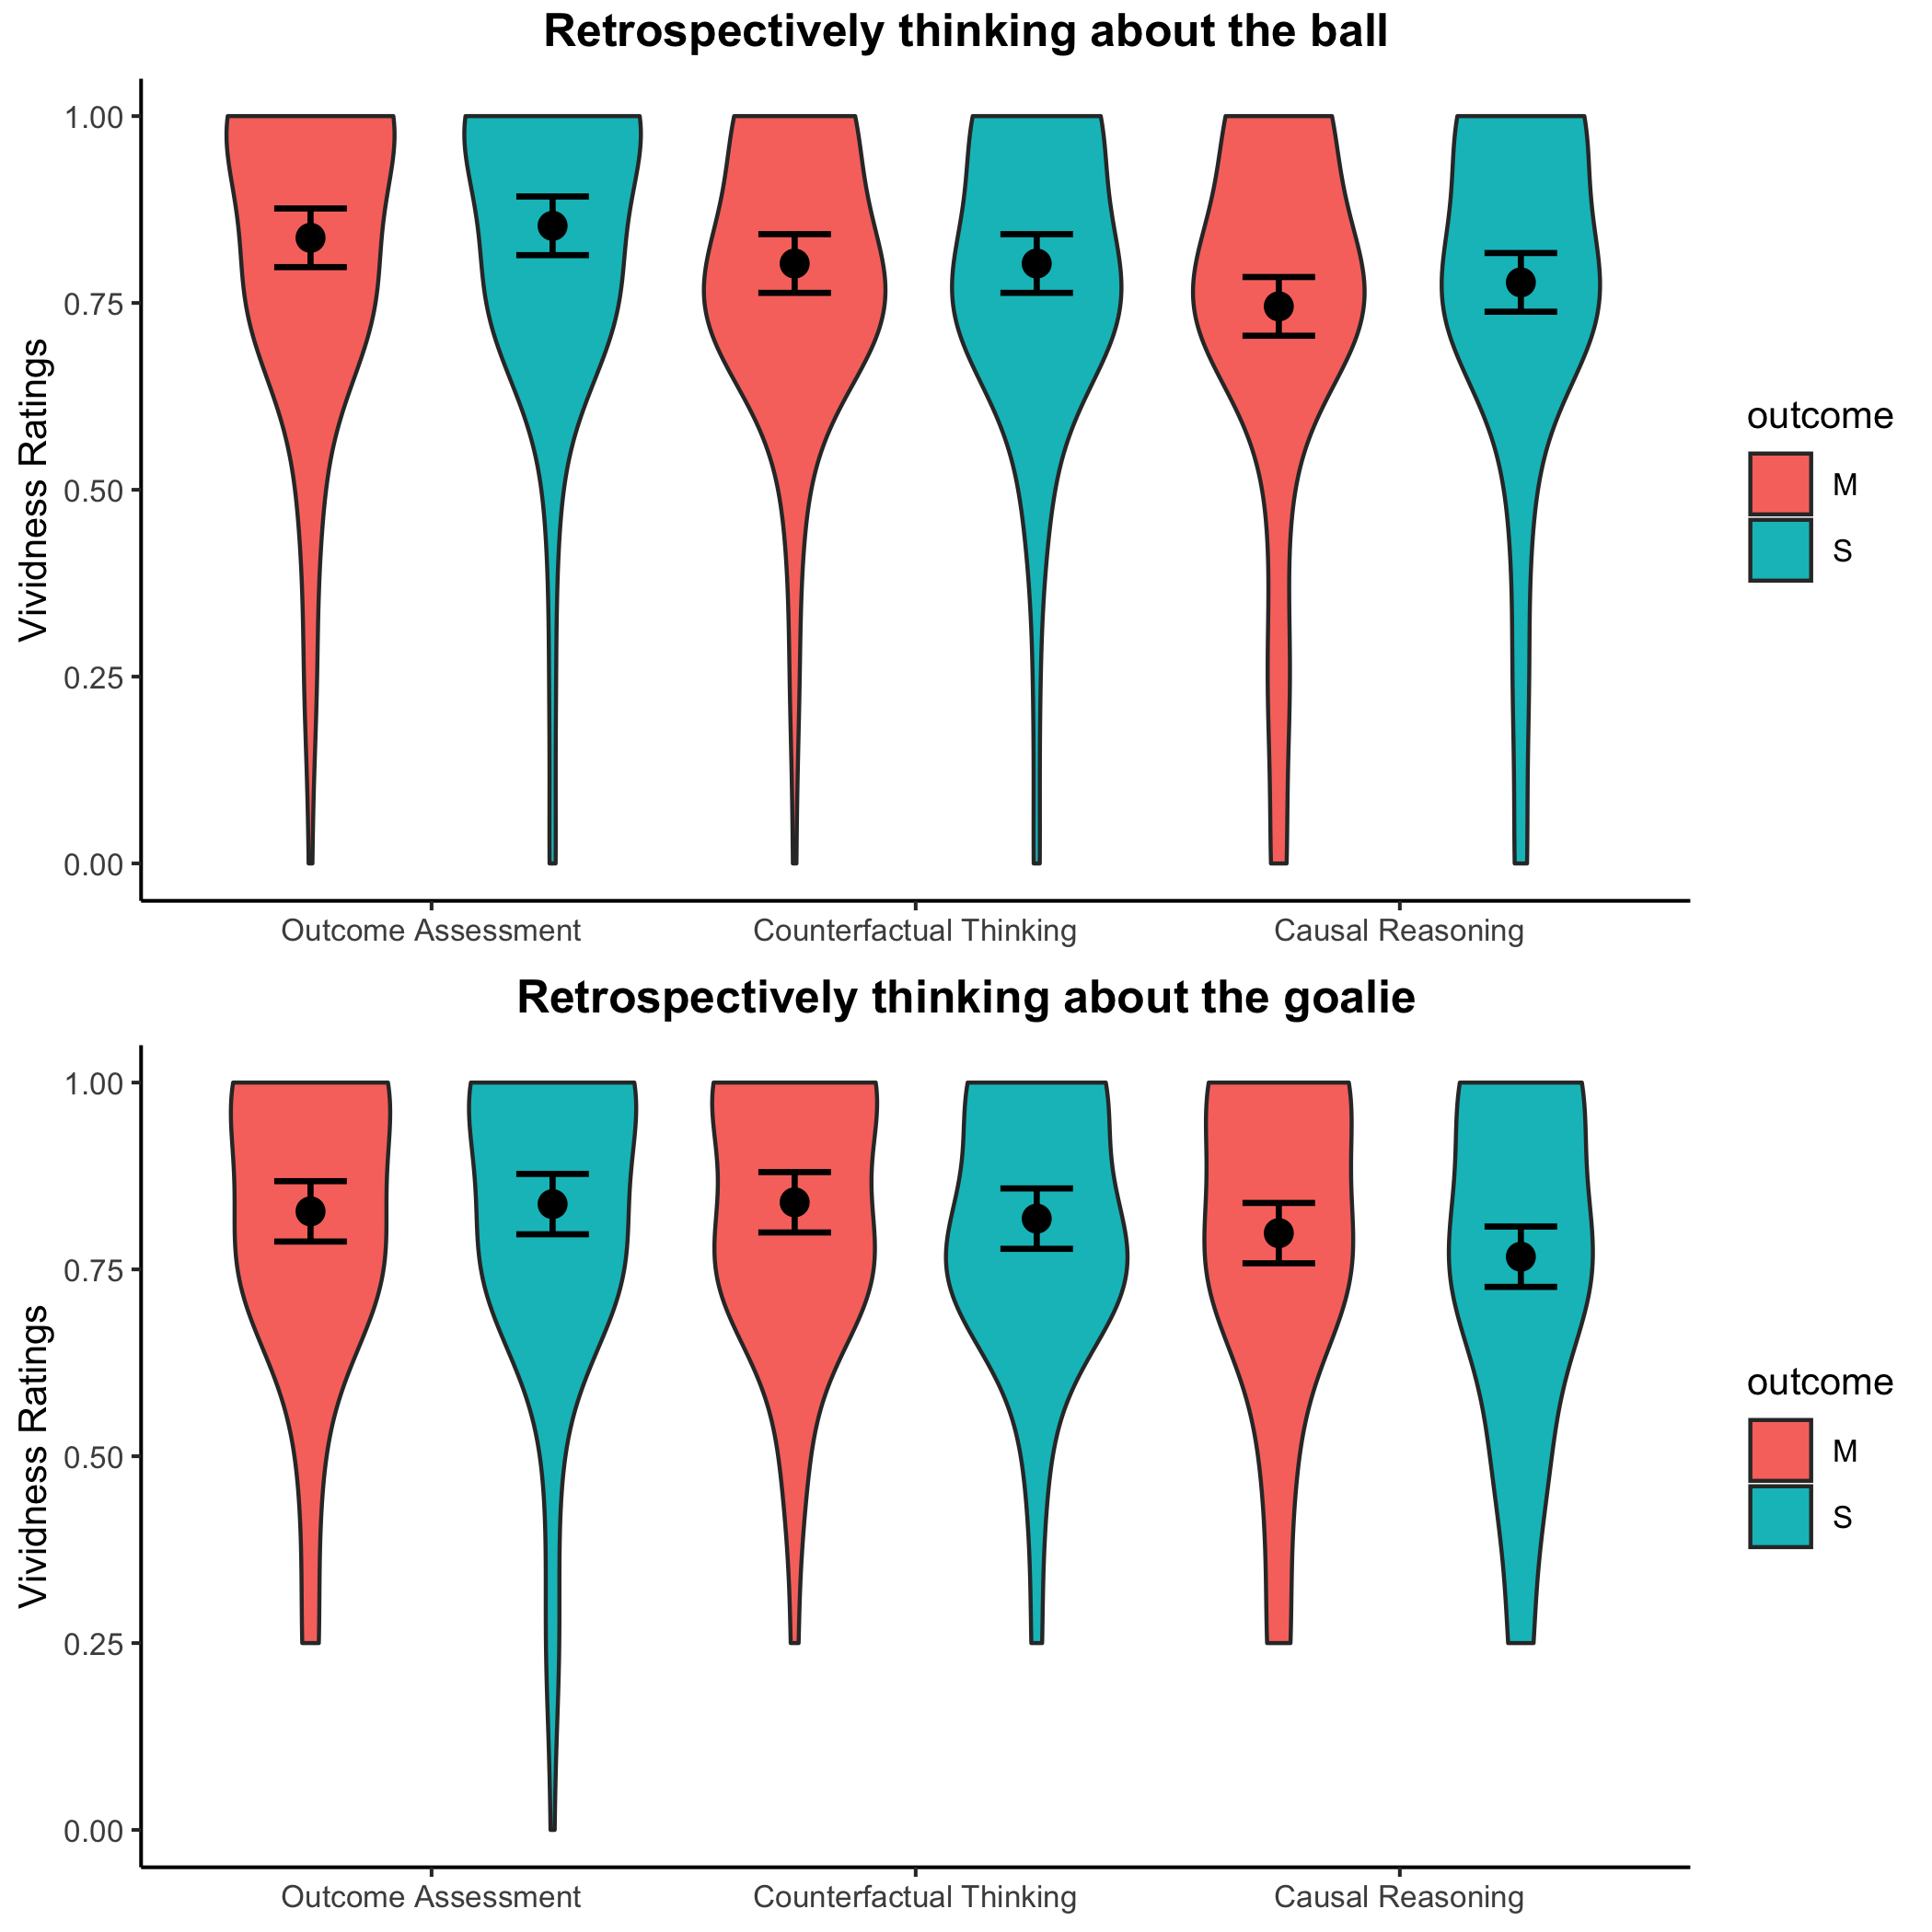 Retrospectively thinking about the ball
Vividness Ratings
1.00
0.75
0.50
0.25
0.00
Outcome Assessment
Counterfactual Thinking
Causal Reasoning
outcome
M
S
Retrospectively thinking about the goalie
Vividness Ratings
1.00
0.75
0.50
0.25
0.00
Outcome Assessment
Counterfactual Thinking
Causal Reasoning
outcome
M
S